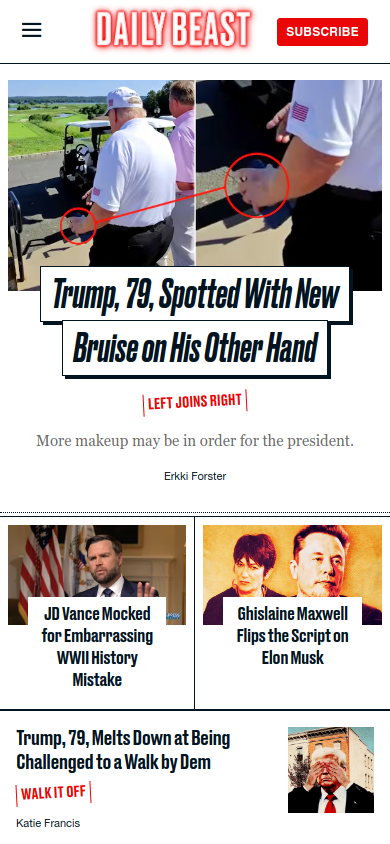 DAILY BEAST
SUBSCRIBE
Trump, 79, Spotted With New
Bruise on His Other Hand
LEFT JOINS RIGHT
More makeup may be in order for the president.
Erkki Forster
JD Vance Mocked
for Embarrassing
WWII History
Mistake
Ghislaine Maxwell
Flips the Script on
Elon Musk
Trump, 79, Melts Down at Being
Challenged to a Walk by Dem
WALK IT OFF
Katie Francis